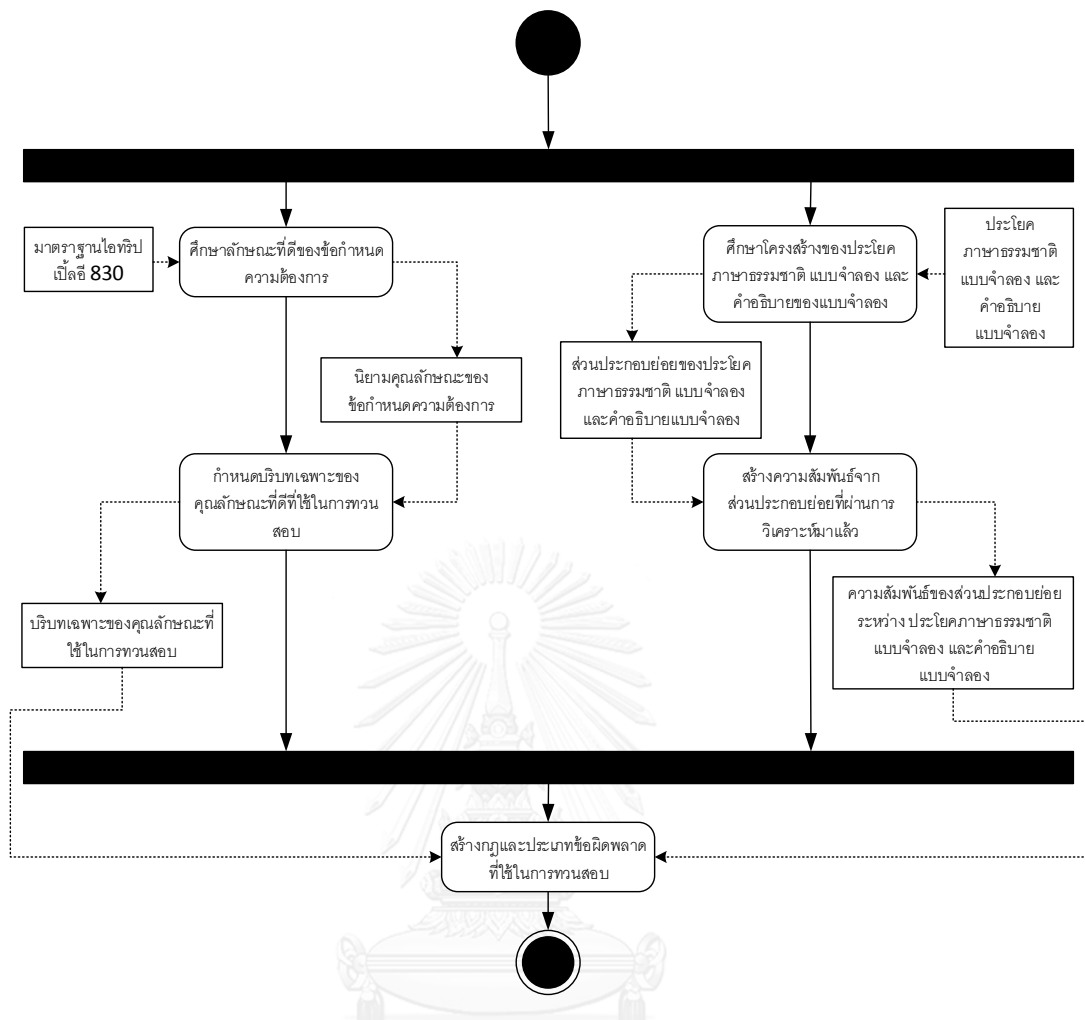 มาตราฐานไอทริป
เปิ้ลอี 830
ศึกษาลักษณะที่ดีของข้อกำหนด
ความต้องการ
ศึกษาโครงสร้างของประโยค
ภาษาธรรมชาติ แบบจำลอง และ
คำอธิบายของแบบจำลอง
ประโยค
ภาษาธรรมชาติ
แบบจำลอง และ
คำอธิบาย
แบบจำลอง
นิยามคุณลักษณะของ
ข้อกำหนดความต้องการ
ส่วนประกอบย่อยของประโยค
ภาษาธรรมชาติ แบบจำลอง
และคำอธิบายแบบจำลอง
กำหนดบริบทเฉพาะของ
คุณลักษณะที่ดีที่ใช้ในการทวน
สอบ
สร้างความสัมพันธ์จาก
ส่วนประกอบย่อยที่ผ่านการ
วิเคราะห์มาแล้ว
บริบทเฉพาะของคุณลักษณะที่
ใช้ในการทวนสอบ
ความสัมพันธ์ของส่วนประกอบย่อย
ระหว่าง ประโยคภาษาธรรมชาติ
แบบจำลอง และคำอธิบาย
แบบจำลอง
สร้างกฎและประเภทข้อผิดพลาด
ที่ใช้ในการทวนสอบ